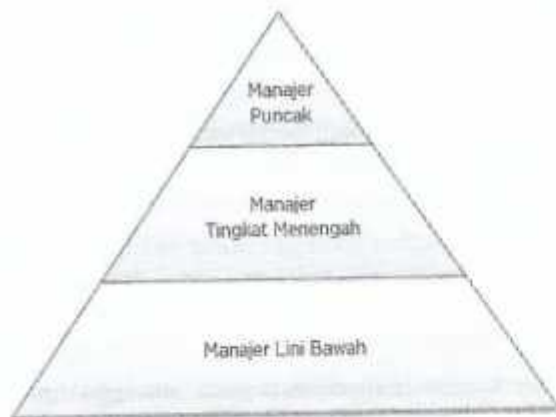 Manajer
Puncak
Manajer
Tingkat Menengah
Manajer Lini Bawah